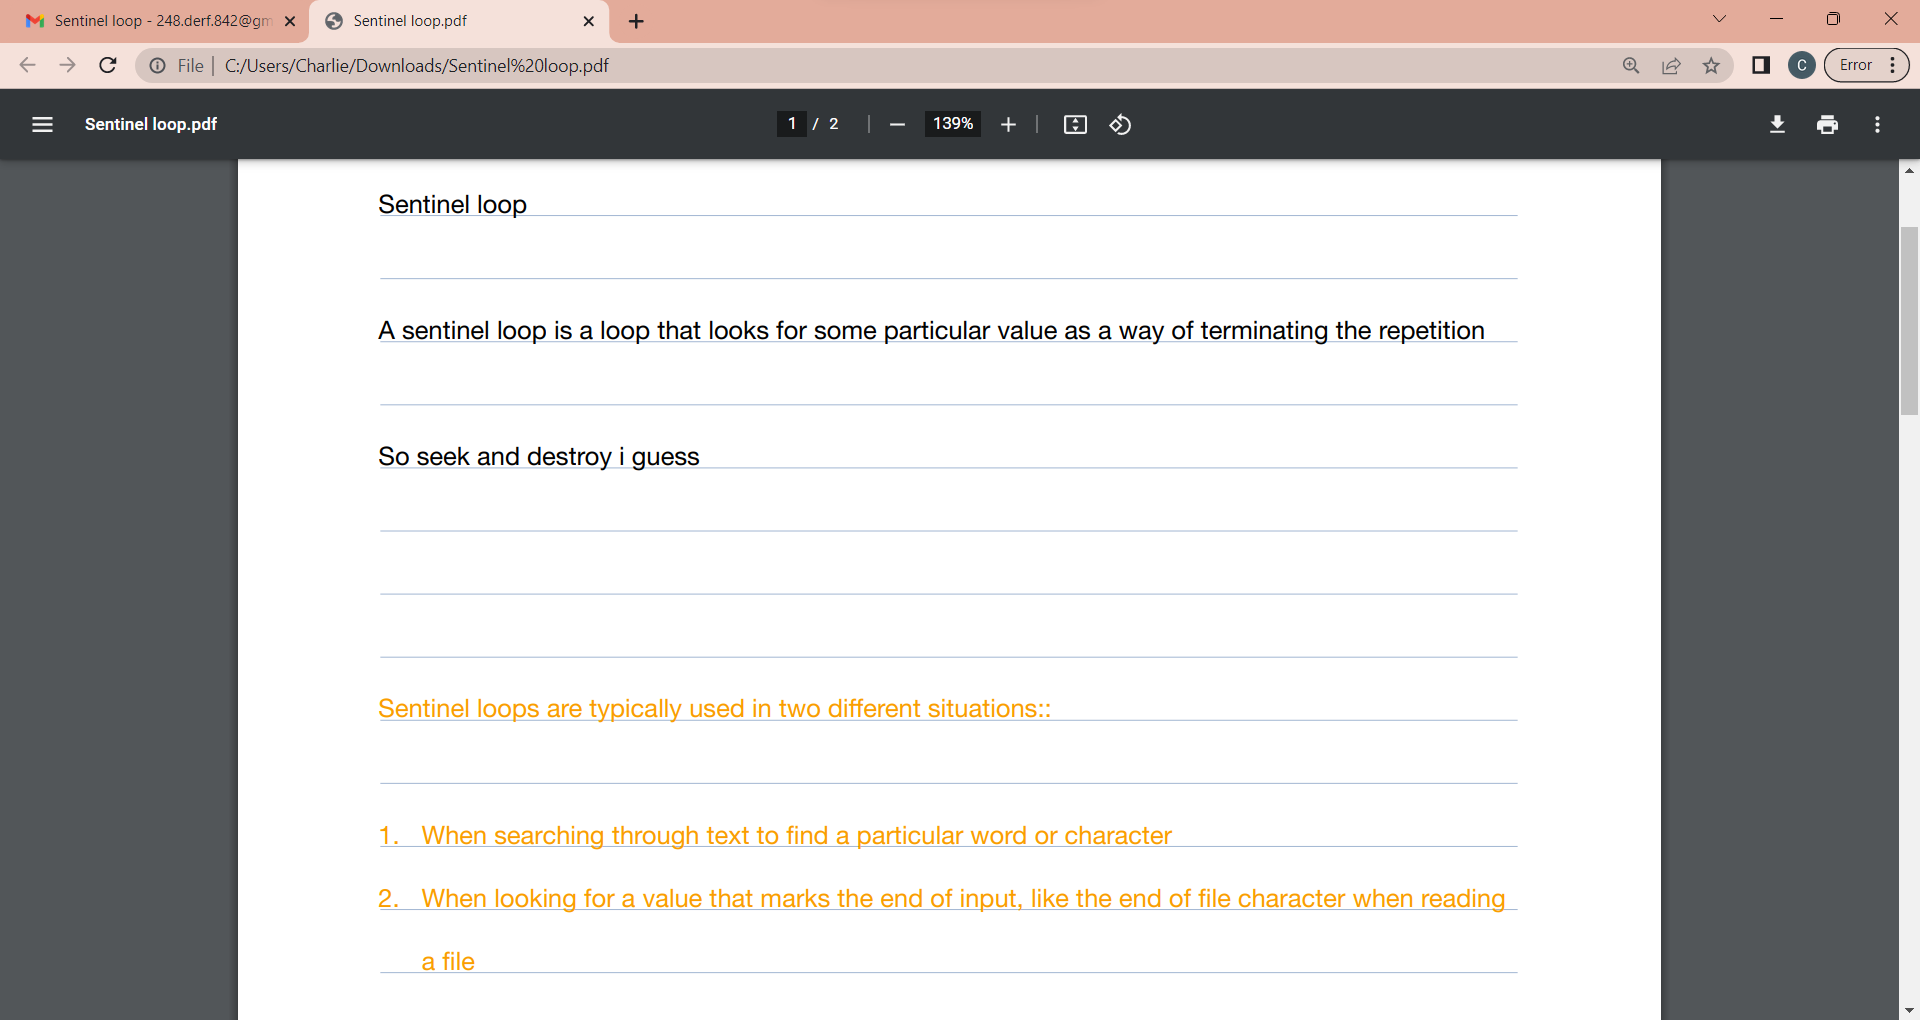 Sentinel loop - 248.derf.842@gm
Sentinel loop.pdf
File
C:/Users/Charlie/Downloads/Sentinel%20loop.pdf
C
Error
Sentinel loop.pdf
1 / 2
139%
Sentinel loop
A sentinel loop is a loop that looks for some particular value as a way of terminating the repetition
So seek and destroy i guess
Sentinel loops are typically used in two different situations::
1. When searching through text to find a particular word or character
2. When looking for a value that marks the end of input, like the end of file character when reading
a file